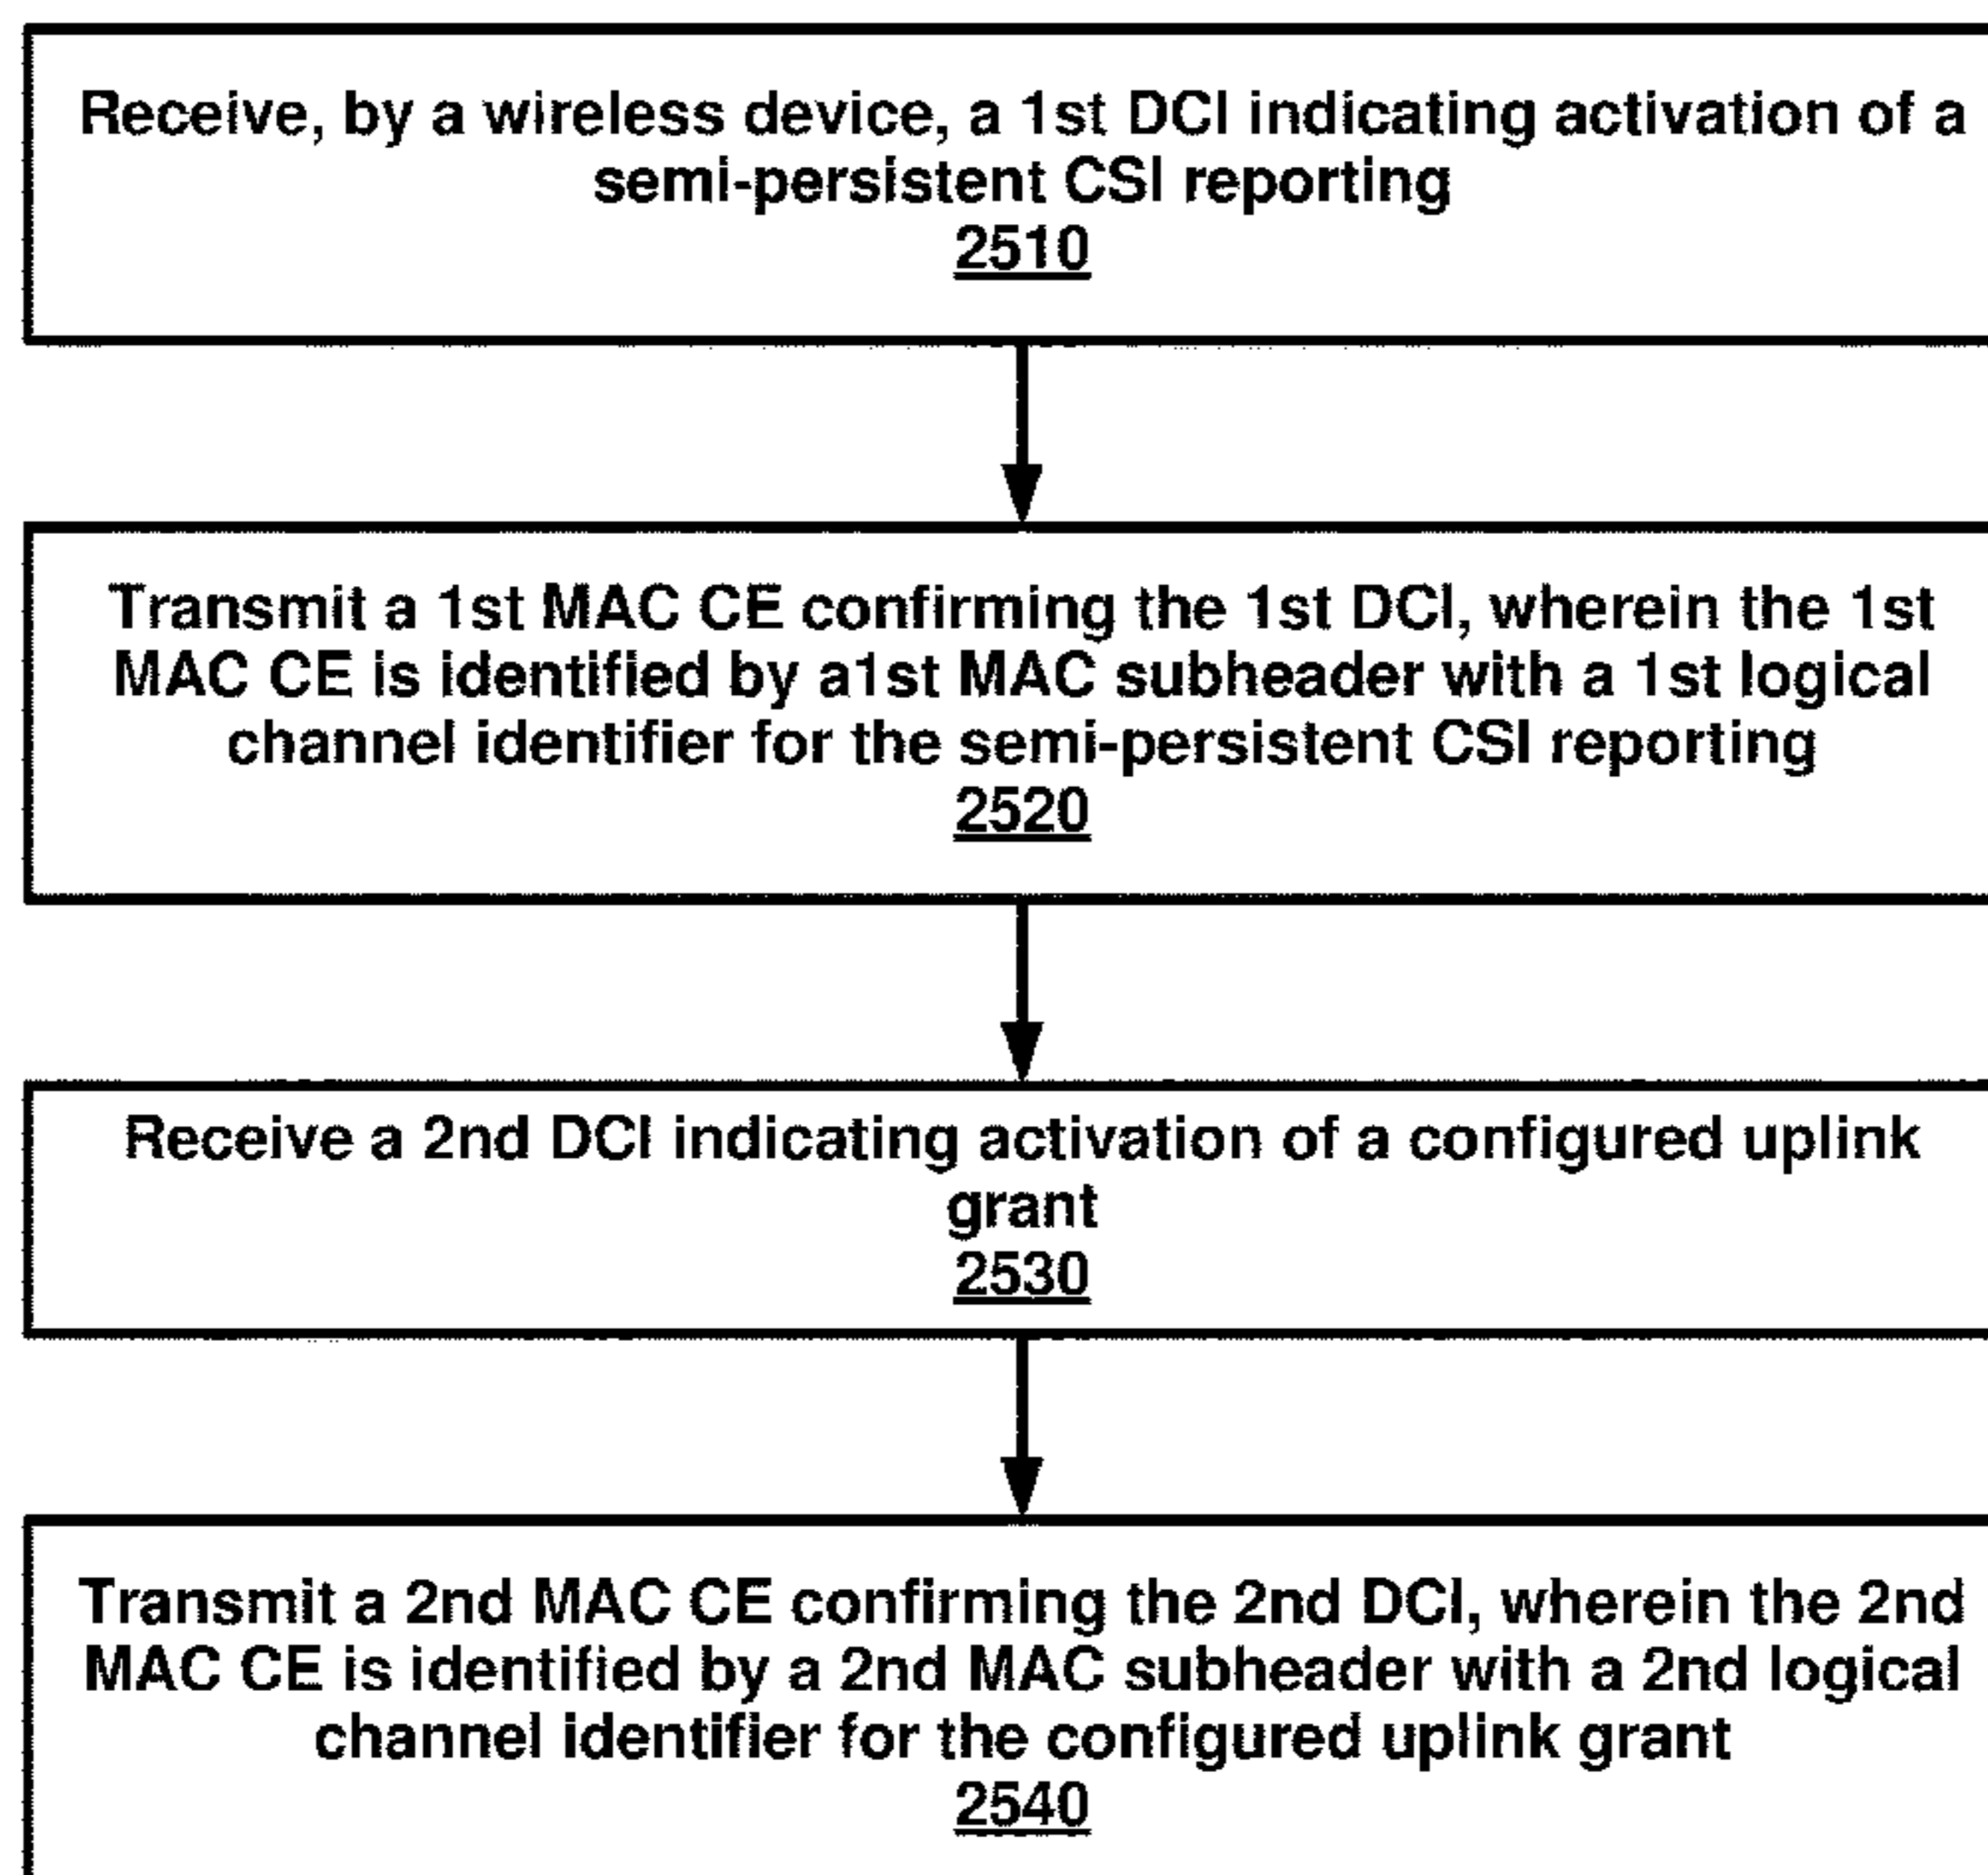 Receive, by a wireless device, a 1st DCI indicating activation of a
semi-persistent CSI reporting
2510
Transmit a 1st MAC CE confirming the 1st DCI, wherein the 1st
MAC CE is identified by a1st MAC subheader with a 1st logical
channel identifier for the semi-persistent CSI reporting
2520
Receive a 2nd DCI indicating activation of a configured uplink
grant
2530
Transmit a 2nd MAC CE confirming the 2nd DCI, wherein the 2nd
MAC CE is identified by a 2nd MAC subheader with a 2nd logical
channel identifier for the configured uplink grant
2540